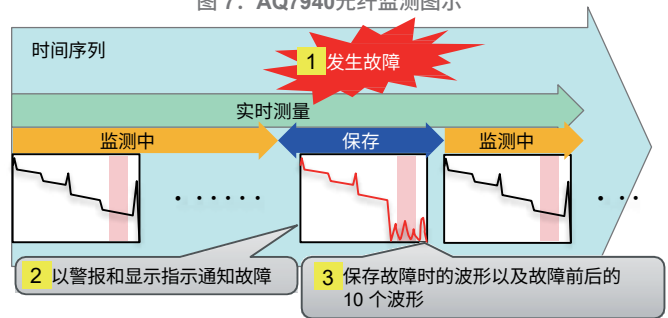 图 7：AQ7940光纤监测图示
时间序列
1 发生故障
实时测量
监测中
保存
监测中
2 以警报和显示指示通知故障
3 保存故障时的波形以及故障前后的
10 个波形